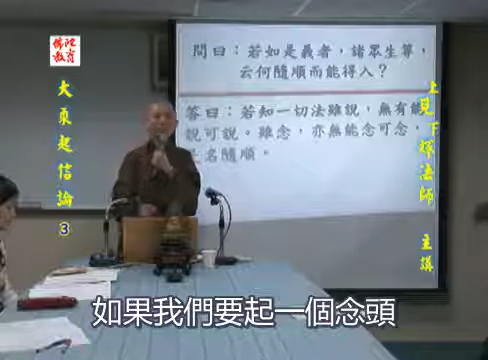 佛陀
教育
大乘起信論
3
問曰：若如是義者，諸眾生等，
云何隨順而能得入？
答曰：若知一切法雖說，無有能
說可說。雖念，亦無能念可念，
是名隨順。
上見下輝法師 主講
如果我們要起一個念頭